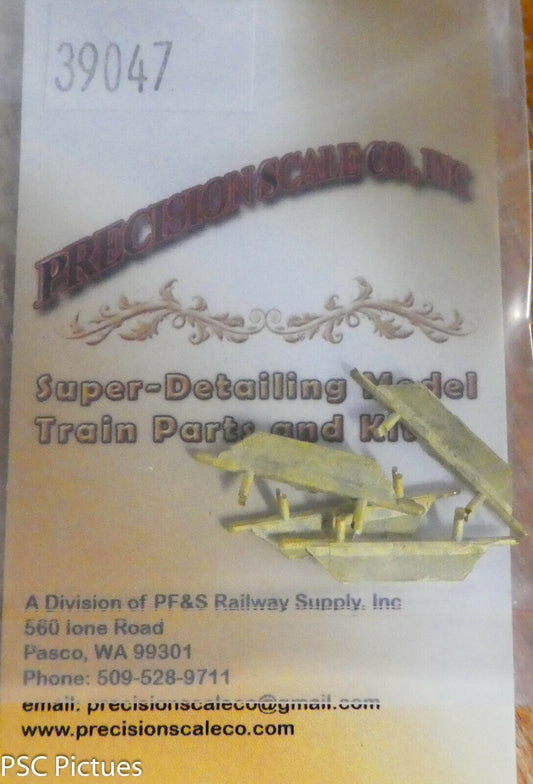 39047
PRECISION SCALE CO., INC
Super-Detailing Model
Train Parts and
A Division of PF&S Railway Supply, Inc
560 Ione Road
Pasco, WA 99301
Phone: 509-528-9711
email: precisionscaleco@gmail.com
www.precisionscaleco.com
PSC Pictues